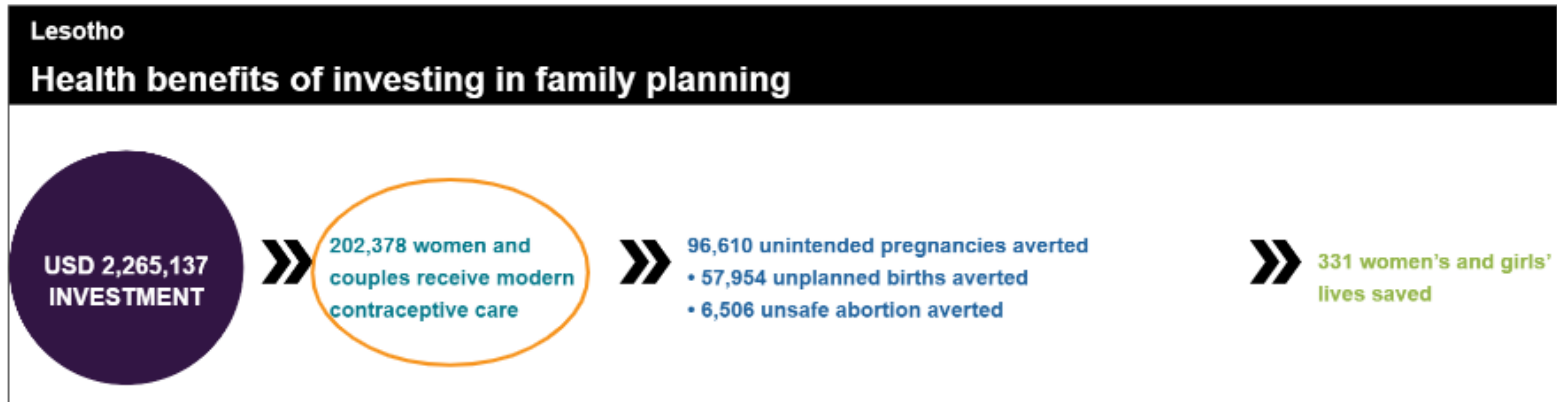 Lesotho
Health benefits of investing in family planning
USD 2,265,137
INVESTMENT
202,378 women and
couples receive modern
contraceptive care
96,610 unintended pregnancies averted
• 57,954 unplanned births averted
• 6,506 unsafe abortion averted
331 women's and girls'
lives saved